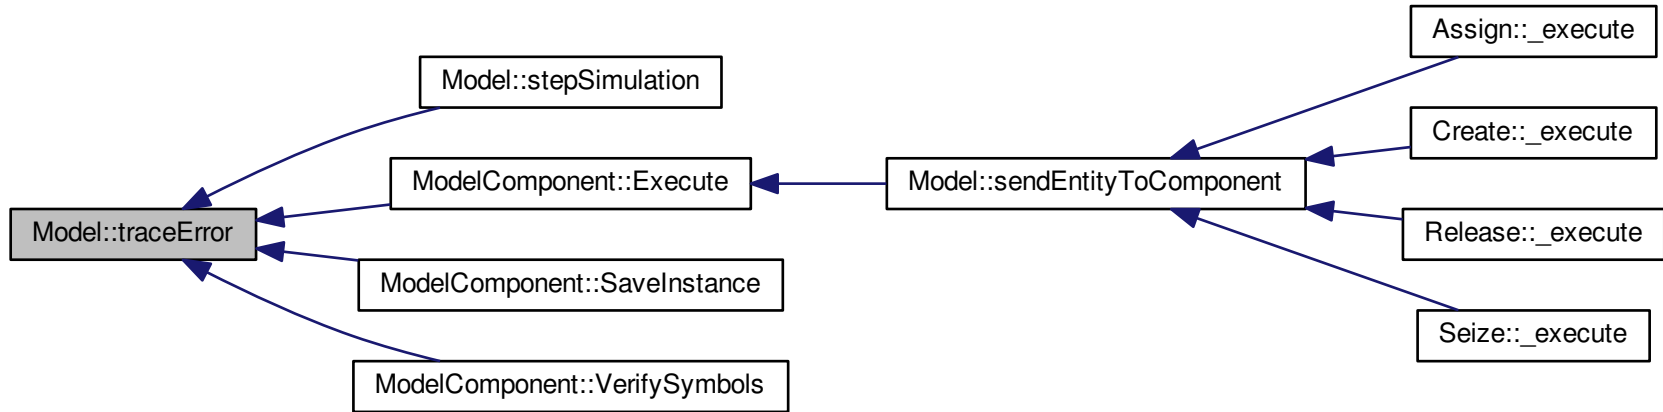 Model::traceError
Model::stepSimulation
ModelComponent::Execute
ModelComponent::SaveInstance
ModelComponent::VerifySymbols
Model::sendEntityToComponent
Assign::_execute
Create::_execute
Release::_execute
Seize::_execute